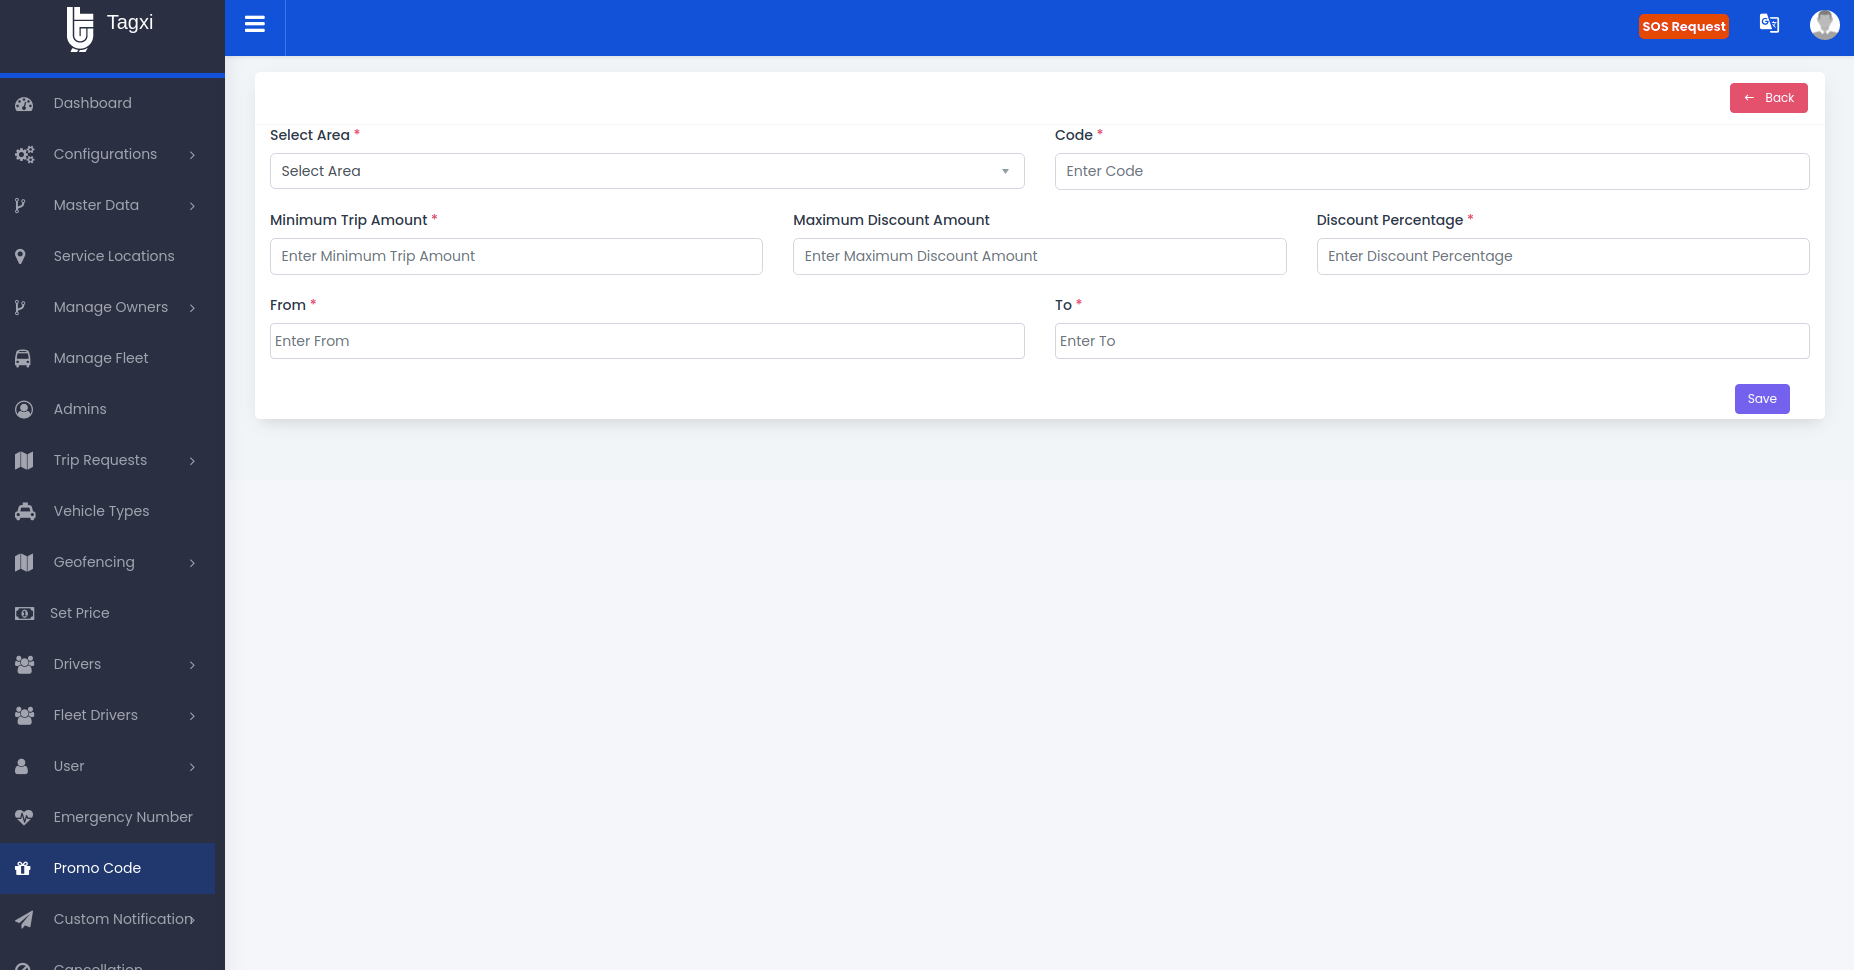 Tagxi
SOS Request
Dashboard
Configurations
Master Data
Service Locations
Manage Owners
Manage Fleet
Admins
Trip Requests
Vehicle Types
Geofencing
Set Price
Drivers
Fleet Drivers
User
Emergency Number
Promo Code
Custom Notification
Cancellation
← Back
Select Area *
Code *
Select Area
Enter Code
Minimum Trip Amount *
Maximum Discount Amount
Discount Percentage *
Enter Minimum Trip Amount
Enter Maximum Discount Amount
Enter Discount Percentage
From *
To *
Enter From
Enter To
Save